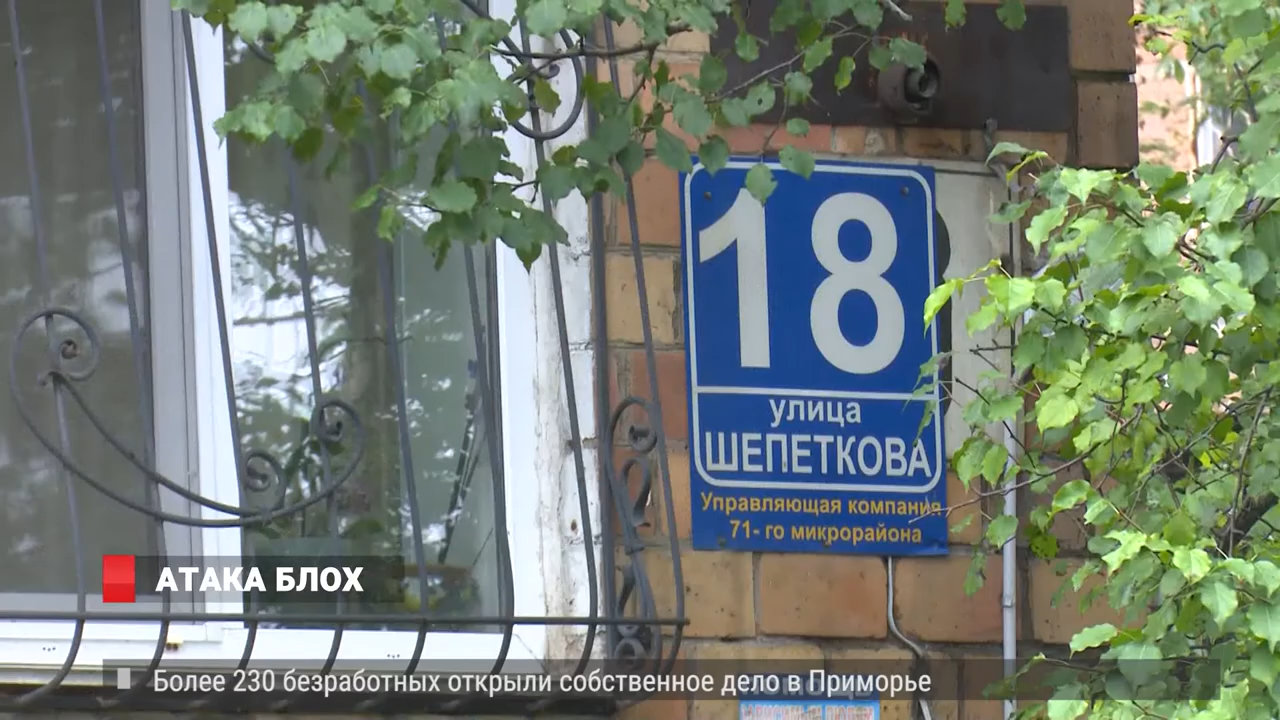 18
улица
ШЕПЕТКОВА
Управляющая компания
71- го микрорайона
АТАКА БЛОХ
Более 230 безработных открыли собственное дело в Приморье